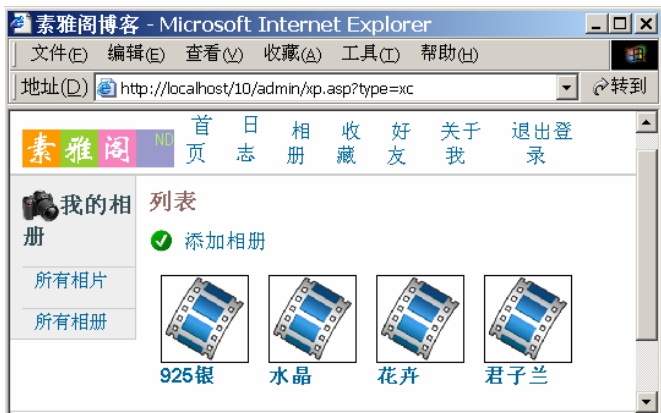 素雅阁博客 - Microsoft Internet Explorer
文件(F) 编辑(E) 查看(V) 收藏(A) 工具(T) 帮助(H)
地址(D) http://localhost/10/admin/xp.asp?type=xc 转到
素雅阁 ND 首页 日志 相册 收藏 好友 关于我 退出登录
我的相册
所有相片
所有相册
列表
添加相册
925银 水晶 花卉 君子兰